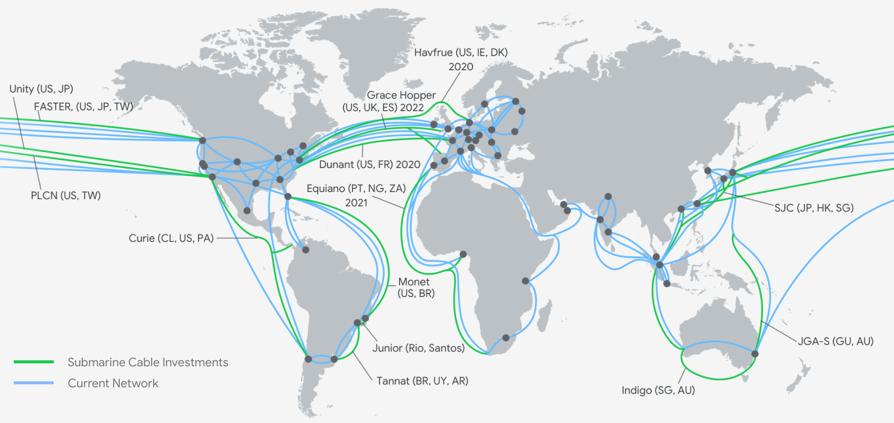 Havfrue (US, IE, DK)
2020
Unity (US, JP)
FASTER, (US, JP, TW)
Grace Hopper
(US, UK, ES) 2022
Dunant (US, FR) 2020
PLCN (US, TW)
Equiano (PT, NG, ZA)
2021
SJC (JP, HK, SG)
Curie (CL, US, PA)
Monet
(US, BR)
JGA-S (GU, AU)
Junior (Rio, Santos)
Submarine Cable Investments
Current Network
Tannat (BR, UY, AR)
Indigo (SG, AU)